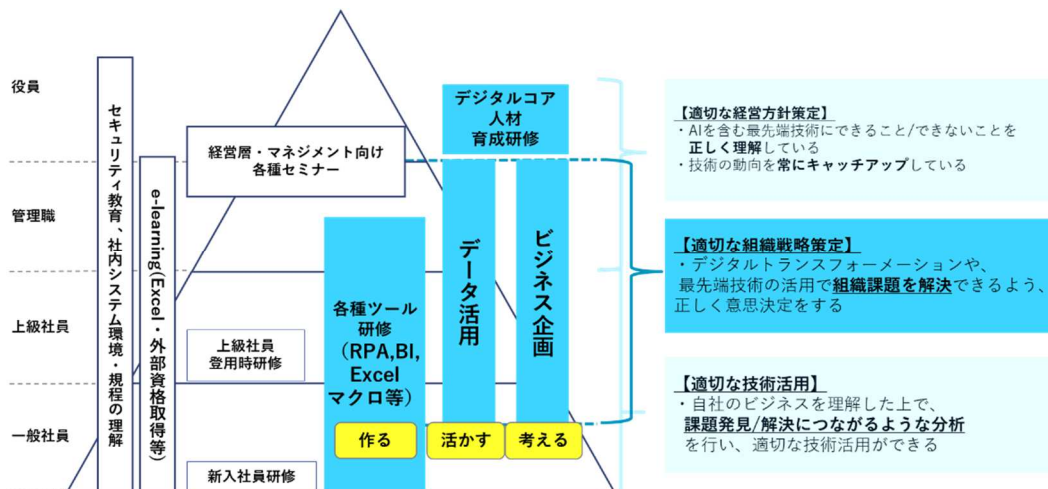 役員
管理職
上級社員
一般社員
セキュリティ教育、社内システム環境・規程の理解
e-learning(Excel・外部資格取得等)
経営層・マネジメント向け
各種セミナー
上級社員
登用時研修
新入社員研修
各種ツール
研修
（RPA,BI,
Excel
マクロ等）
作る
デジタルコア
人材
育成研修
データ活用
活かす
ビジネス企画
考える
【適切な経営方針策定】
・AIを含む最先端技術にできること/できないことを
正しく理解している
・技術の動向を常にキャッチアップしている
【適切な組織戦略策定】
・デジタルトランスフォーメーションや、
最先端技術の活用で組織課題を解決できるよう、
正しく意思決定をする
【適切な技術活用】
・自社のビジネスを理解した上で、
課題発見/解決につながるような分析
を行い、適切な技術活用ができる